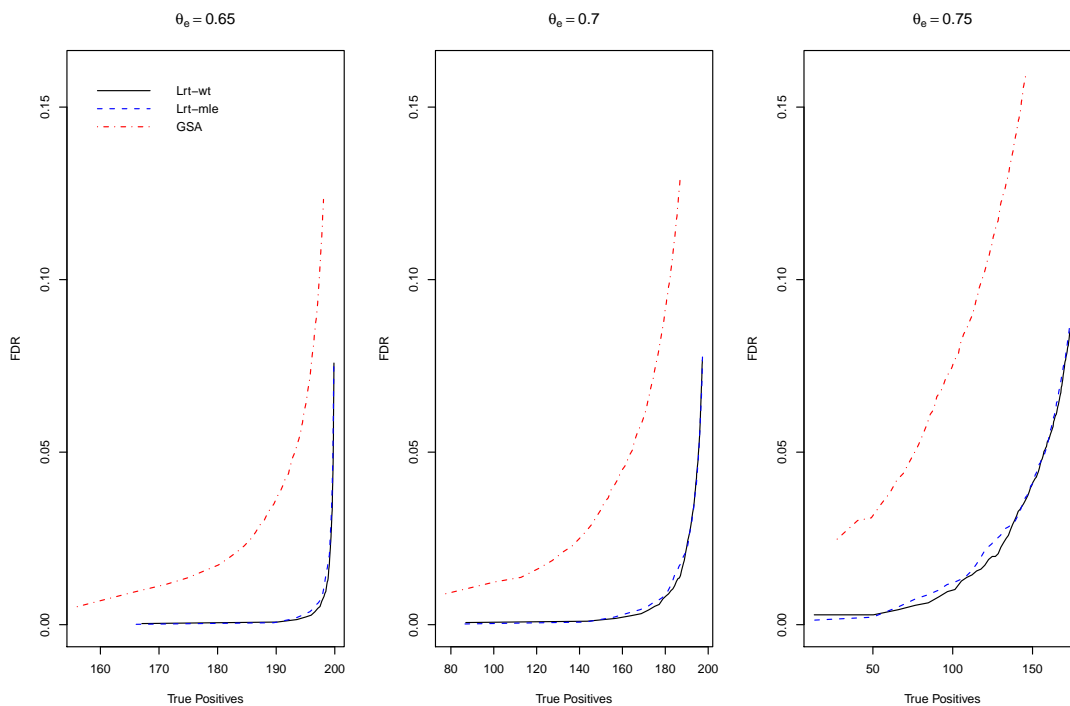 θe = 0.65
θe = 0.7
θe = 0.75
Lrt−wt
Lrt−mle
GSA
FDR
0.00
0.05
0.10
0.15
160
170
180
190
200
True Positives
FDR
0.00
0.05
0.10
0.15
80
100
120
140
160
180
200
True Positives
FDR
0.00
0.05
0.10
0.15
50
100
150
True Positives